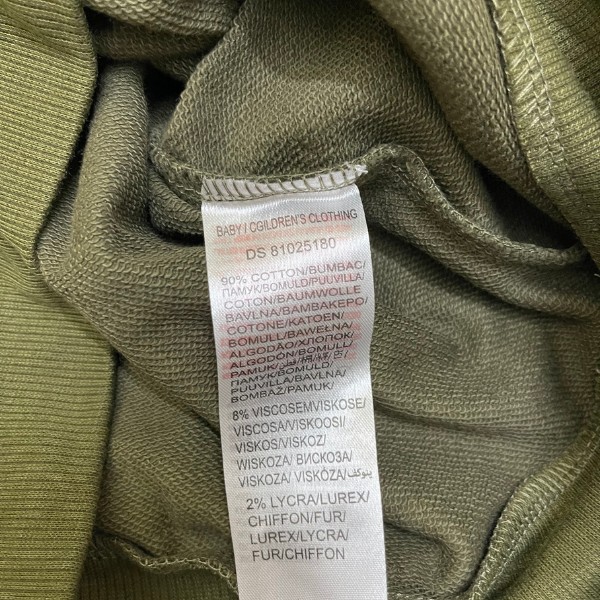 BABY / CGILDREN'S CLOTHING
DS 81025180
90% COTTON/BUMBAC/
ПАМУК/BOMULD/PUUVILLA/
COTON/BAUMWOLLE
BAVLNA/BAMBAKEPO/
COTONE/KATOEN/
BOMULL/BAWEŁNA/
ALGODÃO/ХЛОПОК/
ALGODÓN/BOMULL/
PAMUK/
ПАМУК/BOMULD/
PUUVILLA/BAVLNA/
BOMBAŽ/PAMUK/
8% VISCOSEMVISKOSE/
VISCOSA/VISKOOSI/
VISKOS/VISKOZ/
WISKOZA/ ВИСКОЗА/
VISKOZA/ VISKÓZA/
2% LYCRA/LUREX/
CHIFFON/FUR/
LUREX/LYCRA/
FUR/CHIFFON